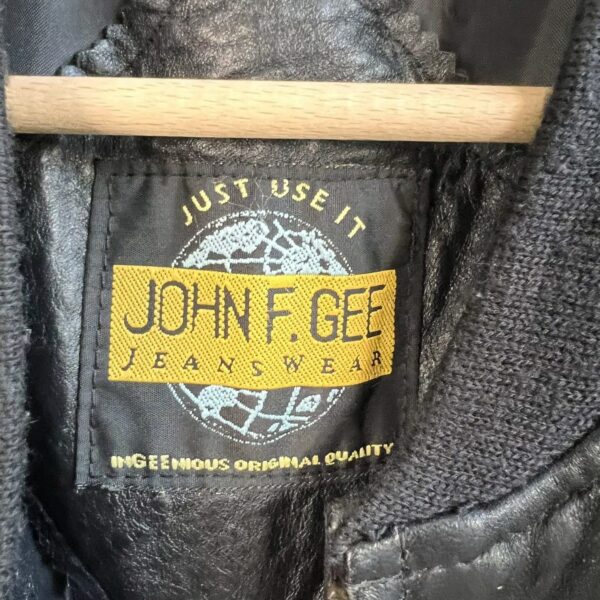 JUST USE IT
JOHN F. GEE
JEANSWEAR
INGEENIOUS ORIGINAL QUALITY